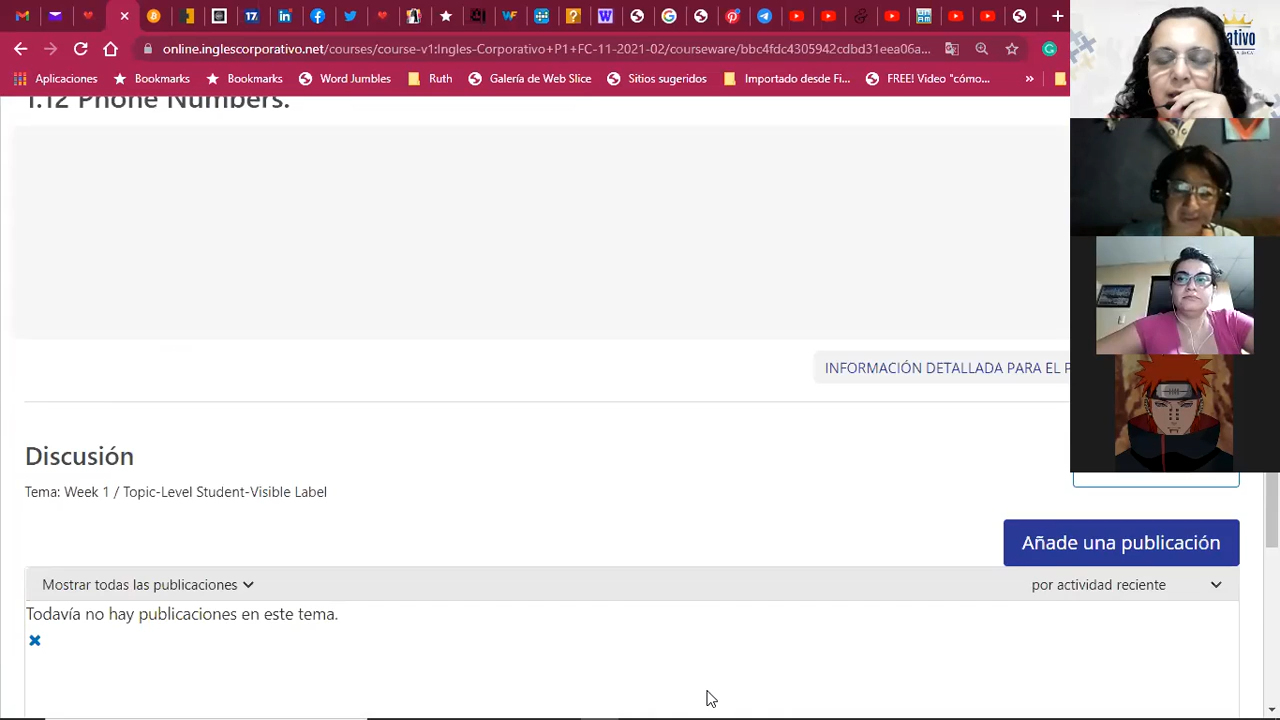 online.inglescorporativo.net/courses/course-v1:Ingles-Corporativo+P1+FC-11-2021-02/courseware/bbc4fdc4305942cdbd31eea06a...
Aplicaciones Bookmarks Bookmarks Word Jumbles Ruth Galería de Web Slice Sitios sugeridos Importado desde Fi... FREE! Video "cómo... »
1.12 Phone Numbers.
INFORMACIÓN DETALLADA PARA EL P
Discusión
Tema: Week 1 / Topic-Level Student-Visible Label
Añade una publicación
Mostrar todas las publicaciones por actividad reciente
Todavía no hay publicaciones en este tema.